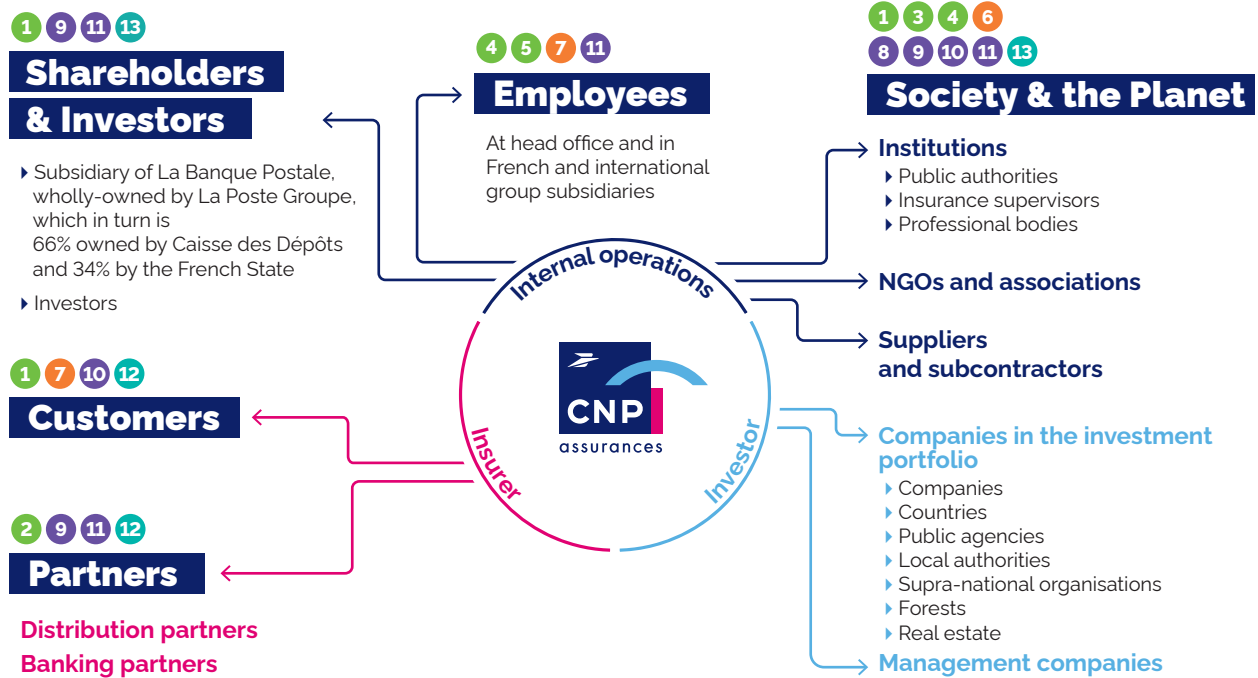 1 9 11 13
Shareholders
& Investors
Subsidiary of La Banque Postale,
wholly-owned by La Poste Groupe,
which in turn is
66% owned by Caisse des Dépôts
and 34% by the French State
Investors
4 5 7 11
Employees
At head office and in
French and international
group subsidiaries
1 3 4 6
8 9 10 11 13
Society & the Planet
Institutions
Public authorities
Insurance supervisors
Professional bodies
NGOs and associations
Suppliers
and subcontractors
Internal operations
CNP
assurances
Insurer
Investor
1 7 10 12
Customers
2 9 11 12
Partners
Distribution partners
Banking partners
Companies in the investment
portfolio
Companies
Countries
Public agencies
Local authorities
Supra-national organisations
Forests
Real estate
Management companies